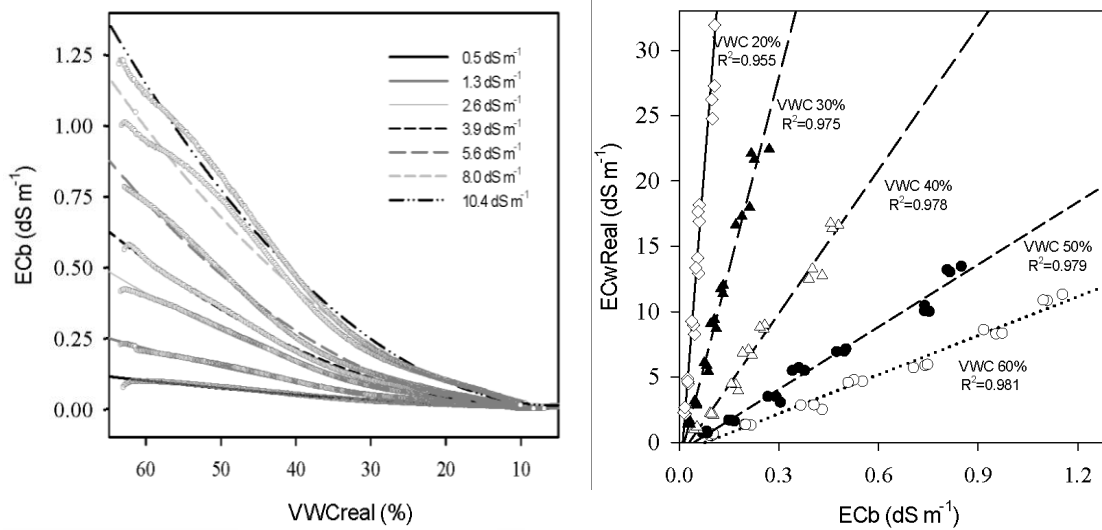 ECb (dS m⁻¹)
1.25
1.00
0.75
0.50
0.25
0.00
60
50
40
30
20
10
VWCreal (%)
0.5 dS m⁻¹
1.3 dS m⁻¹
2.6 dS m⁻¹
3.9 dS m⁻¹
5.6 dS m⁻¹
8.0 dS m⁻¹
10.4 dS m⁻¹
ECwReal (dS m⁻¹)
30
25
20
15
10
5
0
0.0
0.3
0.6
0.9
1.2
ECb (dS m⁻¹)
VWC 20%
R²=0.955
VWC 30%
R²=0.975
VWC 40%
R²=0.978
VWC 50%
R²=0.979
VWC 60%
R²=0.981